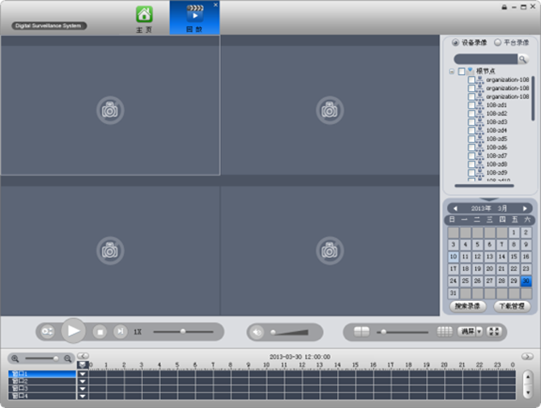 Digital Surveillance System
主 页
回 放
设备录像 平台录像
根节点
organization-108
organization-108
organization-108
108-zd1
108-zd2
108-zd3
108-zd4
108-zd5
108-zd6
108-zd7
108-zd8
108-zd9
108-zd10
2013年 3月
日 一 二 三 四 五 六
1 2
3 4 5 6 7 8 9
10 11 12 13 14 15 16
17 18 19 20 21 22 23
24 25 26 27 28 29 30
31
搜索录像 下载管理
1X
满屏
2013-03-30 12:00:00
0 1 2 3 4 5 6 7 8 9 10 11 12 13 14 15 16 17 18 19 20 21 22 23 0
窗口1
窗口2
窗口3
窗口4